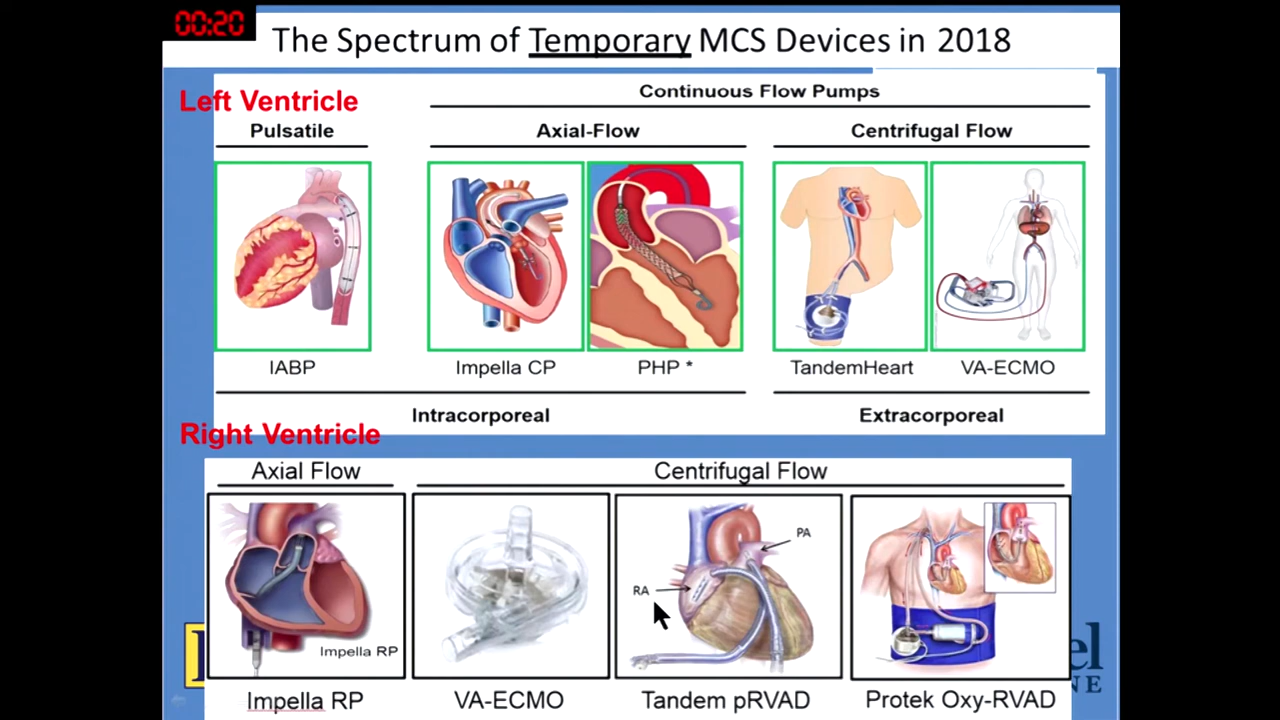 00:20
The Spectrum of Temporary MCS Devices in 2018
Left Ventricle
Continuous Flow Pumps
Pulsatile
Axial-Flow
Centrifugal Flow
IABP
Impella CP
PHP *
TandemHeart
VA-ECMO
Intracorporeal
Extracorporeal
Right Ventricle
Axial Flow
Centrifugal Flow
PA
RA
Impella RP
Impella RP
VA-ECMO
Tandem pRVAD
Protek Oxy-RVAD